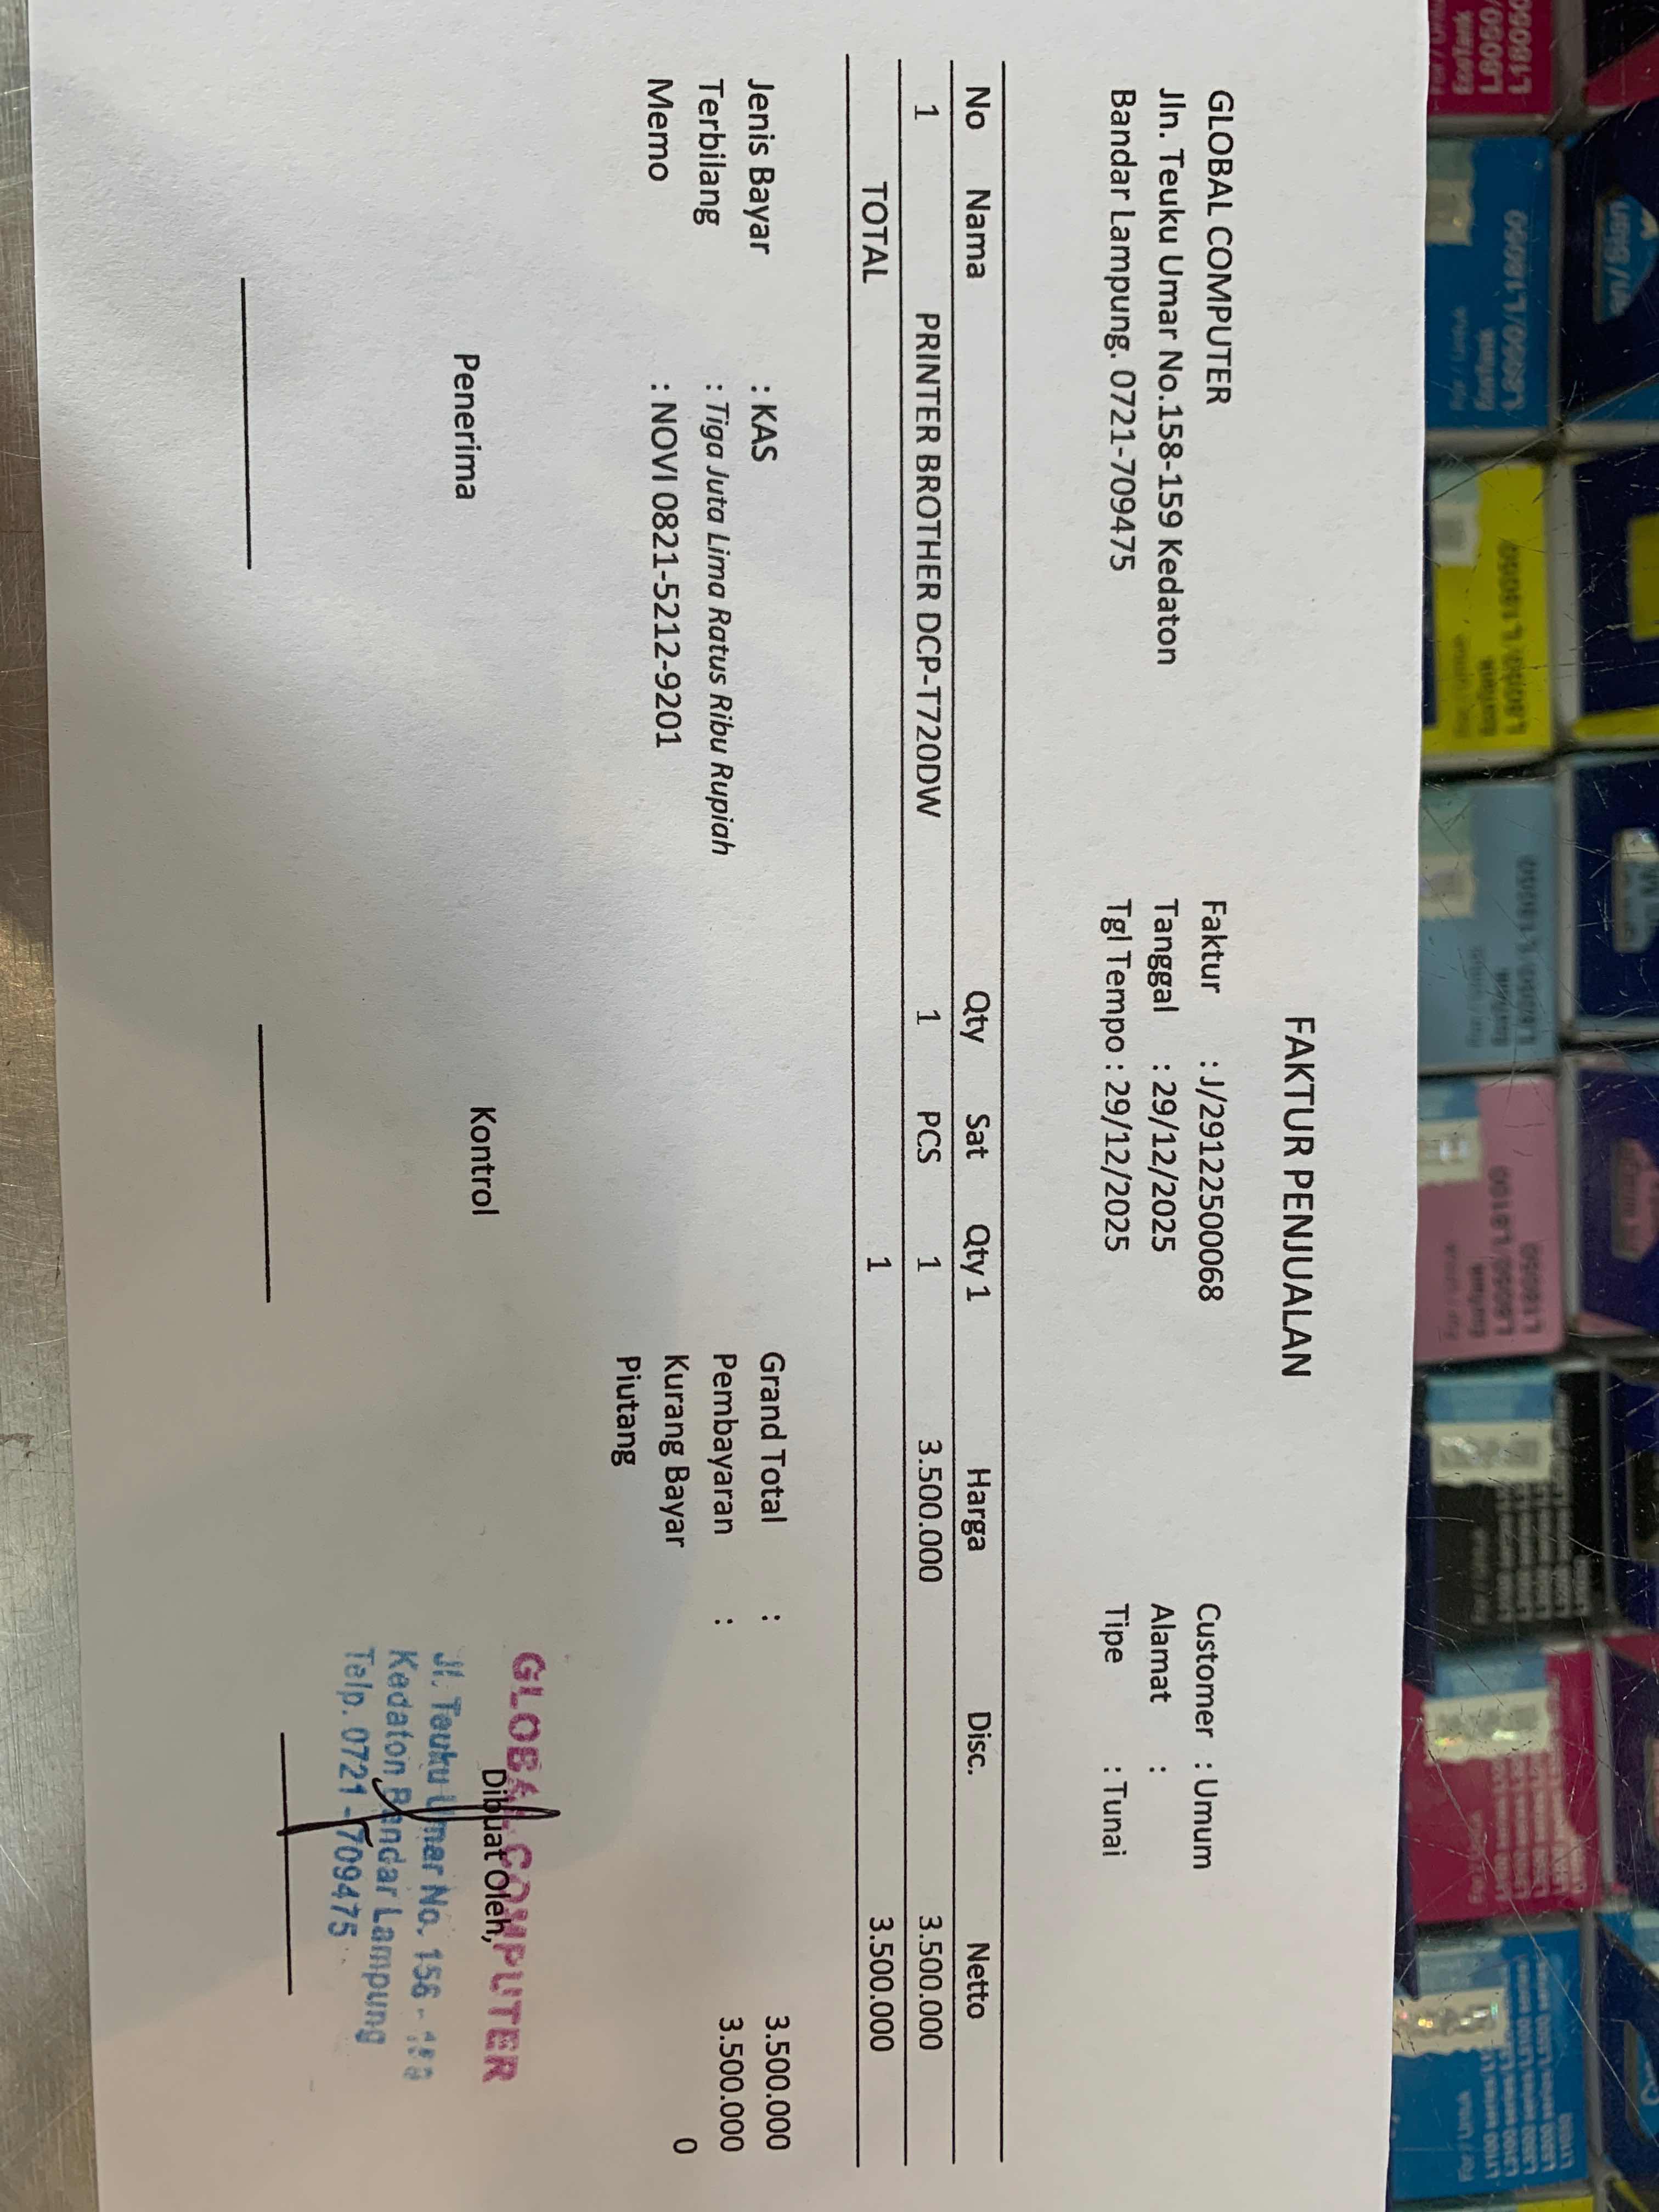 FAKTUR PENJUALAN
GLOBAL COMPUTER Faktur : J/29122500068 Customer : Umum
Jln. Teuku Umar No.158-159 Kedaton Tanggal : 29/12/2025 Alamat :
Bandar Lampung. 0721-709475 Tgl Tempo : 29/12/2025 Tipe : Tunai
No Nama Qty Sat Qty 1 Harga Disc. Netto
1 PRINTER BROTHER DCP-T720DW 1 PCS 1 3.500.000 3.500.000
TOTAL 1 3.500.000
Jenis Bayar : KAS Grand Total : 3.500.000
Terbilang : Tiga Juta Lima Ratus Ribu Rupiah Pembayaran : 3.500.000
Memo : NOVI 0821-5212-9201 Kurang Bayar 0
Piutang
Penerima Kontrol Dibuat Oleh,
GLOBAL COMPUTER
Jl. Teuku Umar No. 156 -
Kedaton Bandar Lampung
Telp. 0721 - 709475